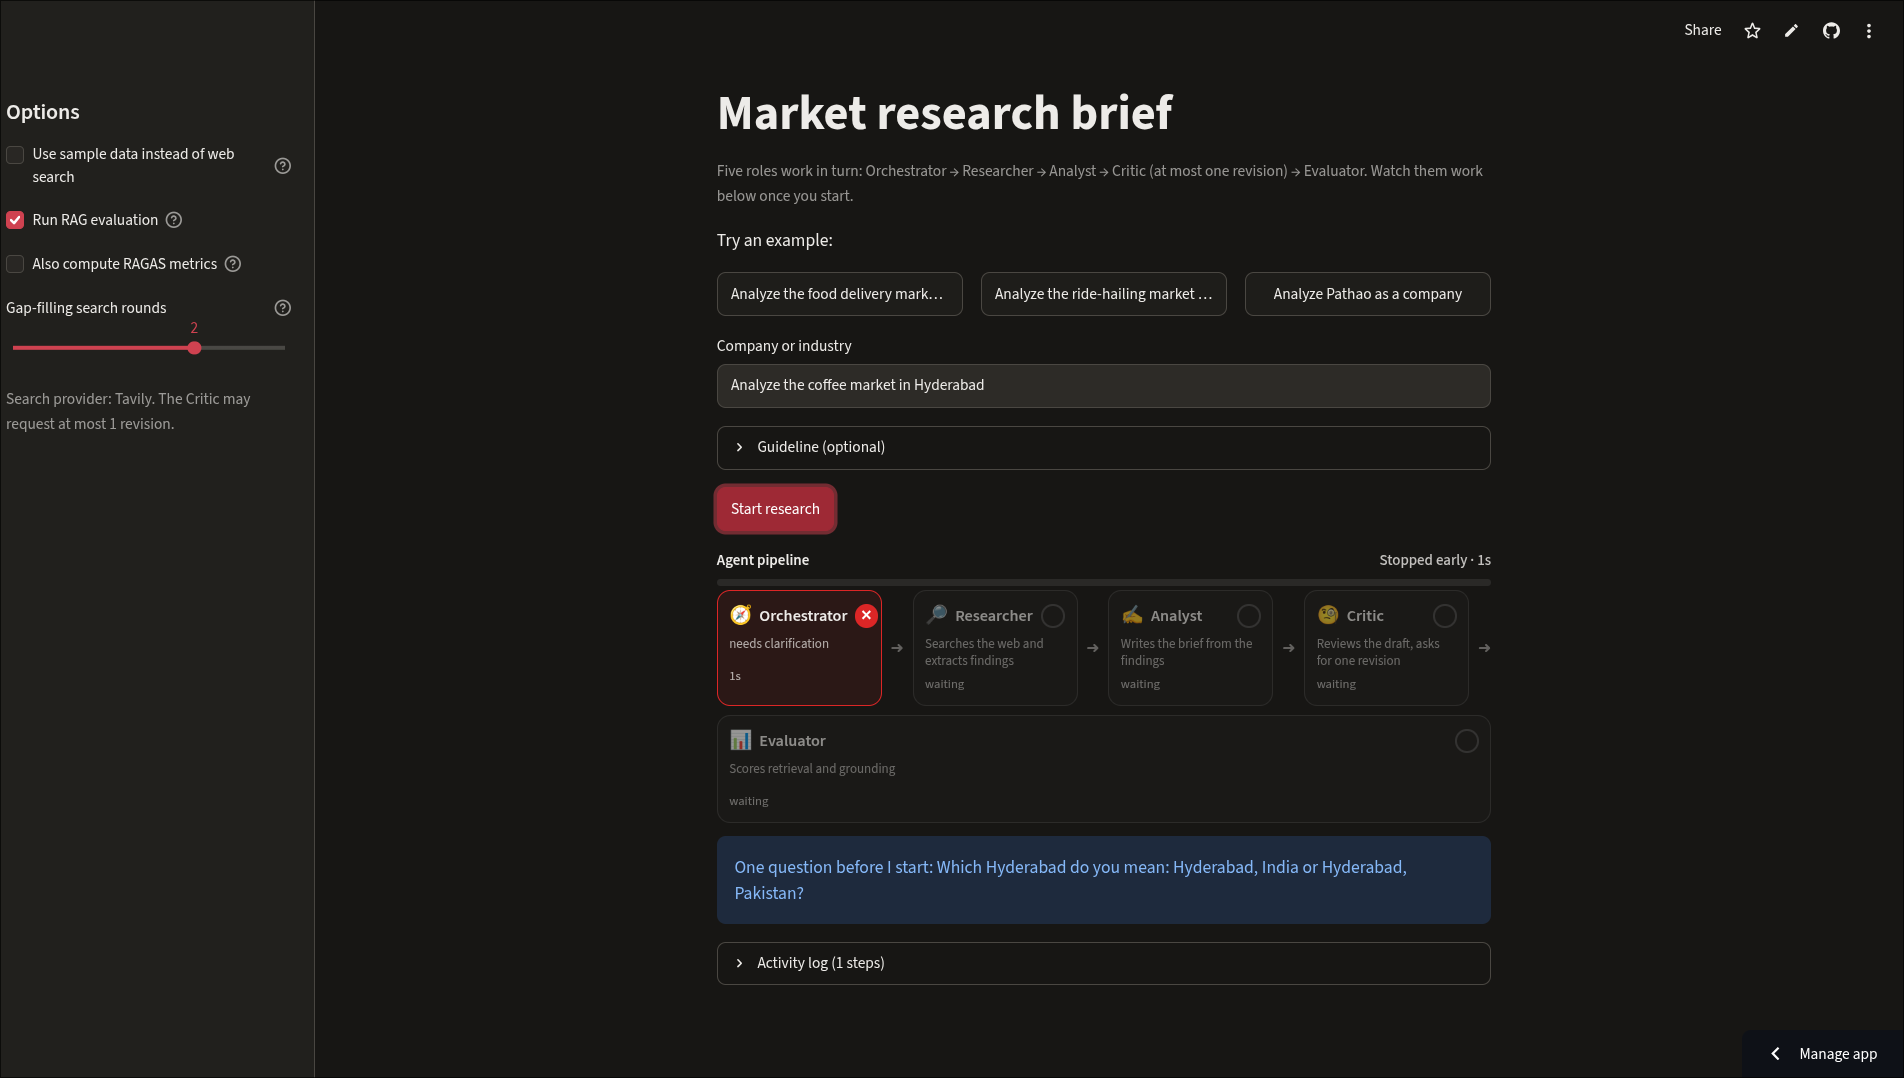 Share
Options
Use sample data instead of web
search
Run RAG evaluation
Also compute RAGAS metrics
Gap-filling search rounds
2
Search provider: Tavily. The Critic may
request at most 1 revision.
Market research brief
Five roles work in turn: Orchestrator → Researcher → Analyst → Critic (at most one revision) → Evaluator. Watch them work
below once you start.
Try an example:
Analyze the food delivery mark…
Analyze the ride-hailing market …
Analyze Pathao as a company
Company or industry
Analyze the coffee market in Hyderabad
Guideline (optional)
Start research
Agent pipeline
Stopped early · 1s
Orchestrator
needs clarification
1s
Researcher
Searches the web and
extracts findings
waiting
Analyst
Writes the brief from the
findings
waiting
Critic
Reviews the draft, asks
for one revision
waiting
Evaluator
Scores retrieval and grounding
waiting
One question before I start: Which Hyderabad do you mean: Hyderabad, India or Hyderabad,
Pakistan?
Activity log (1 steps)
Manage app